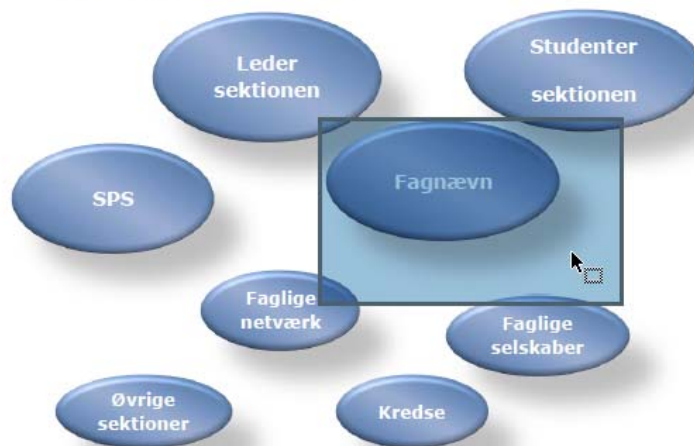 Leder
sektionen
Studenter
sektionen
Fagnævn
SPS
Faglige
netværk
Faglige
selskaber
Øvrige
sektioner
Kredse